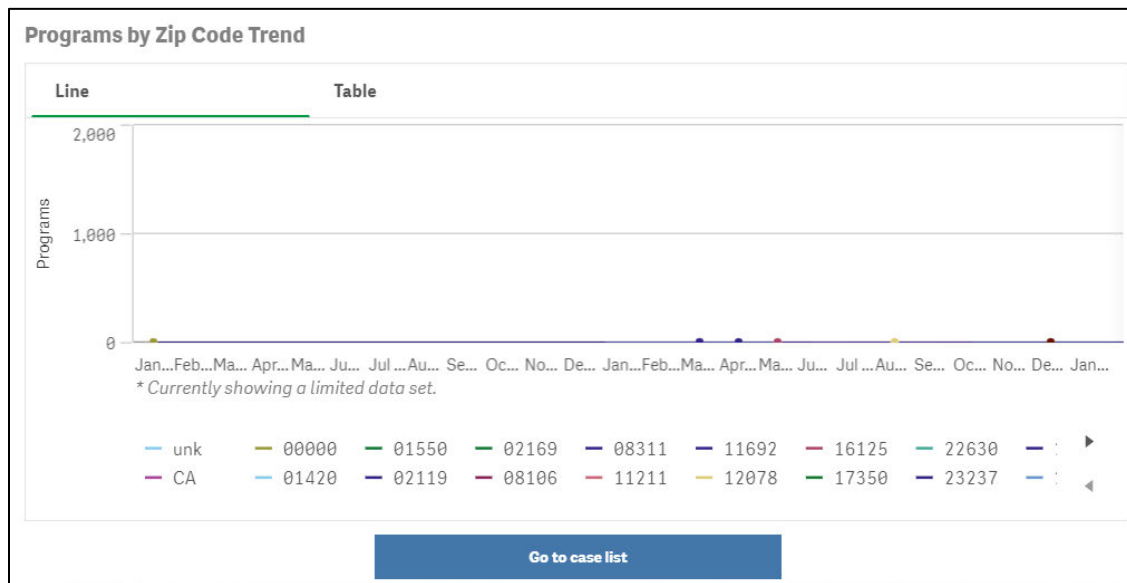 Programs by Zip Code Trend
Line Table
2,000
1,000
0
Programs
Jan... Feb... Ma... Apr... Ma... Ju... Jul ... Au... Se... Oc... No... De... Jan... Feb... Ma... Apr... Ma... Ju... Jul ... Au... Se... Oc... No... De... Jan...
* Currently showing a limited data set.
unk 00000 01550 02169 08311 11692 16125 22630
CA 01420 02119 08106 11211 12078 17350 23237
Go to case list